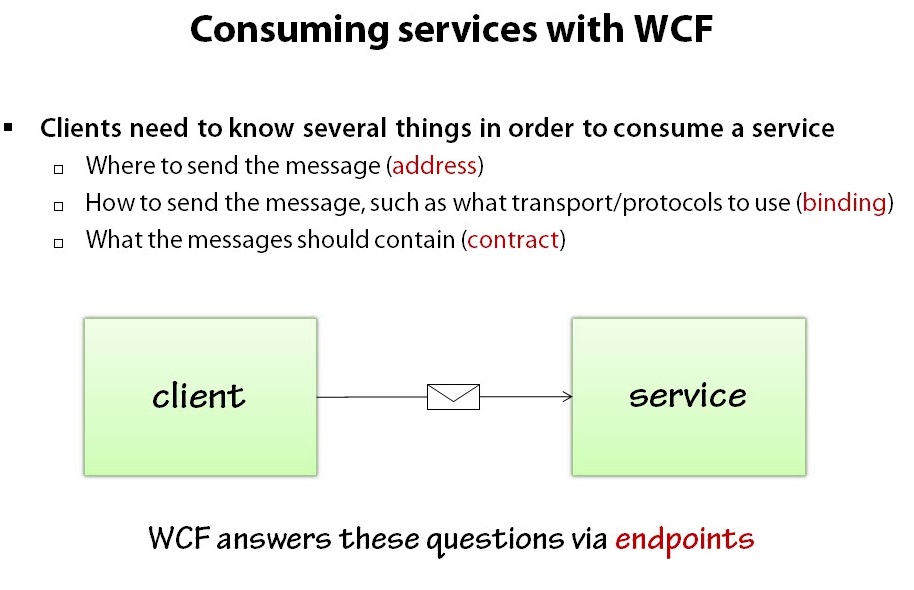 Consuming services with WCF
Clients need to know several things in order to consume a service
Where to send the message (address)
How to send the message, such as what transport/protocols to use (binding)
What the messages should contain (contract)
client
service
WCF answers these questions via endpoints